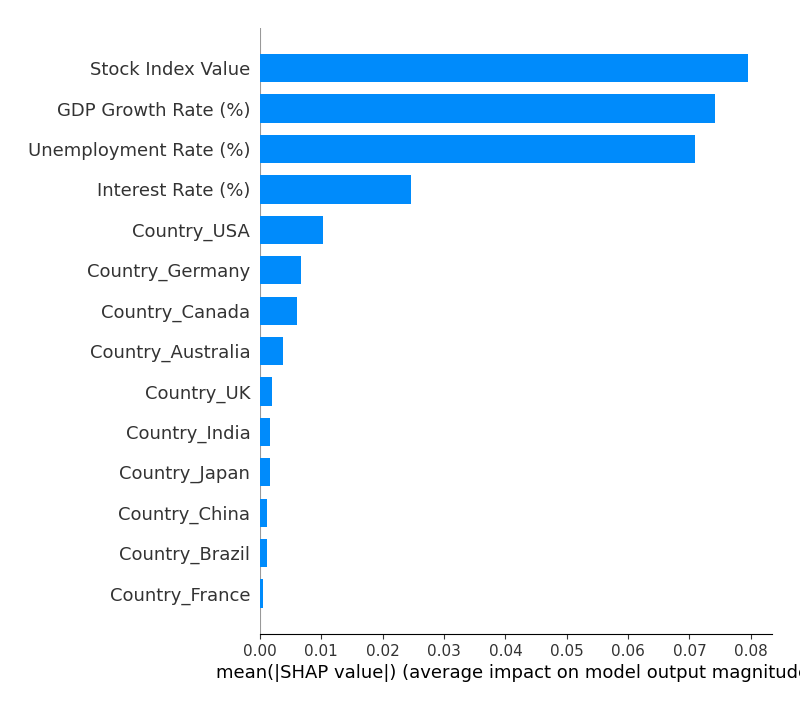 Stock Index Value
GDP Growth Rate (%)
Unemployment Rate (%)
Interest Rate (%)
Country_USA
Country_Germany
Country_Canada
Country_Australia
Country_UK
Country_India
Country_Japan
Country_China
Country_Brazil
Country_France
0.00 0.01 0.02 0.03 0.04 0.05 0.06 0.07 0.08
mean(|SHAP value|) (average impact on model output magnitude